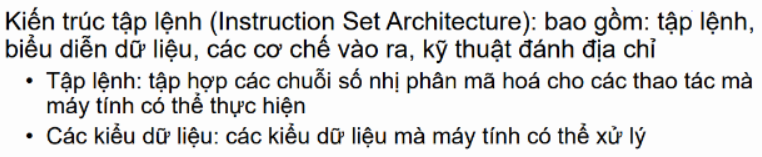 Kiến trúc tập lệnh (Instruction Set Architecture): bao gồm: tập lệnh,
biểu diễn dữ liệu, các cơ chế vào ra, kỹ thuật đánh địa chỉ
• Tập lệnh: tập hợp các chuỗi số nhị phân mã hoá cho các thao tác mà
máy tính có thể thực hiện
• Các kiểu dữ liệu: các kiểu dữ liệu mà máy tính có thể xử lý